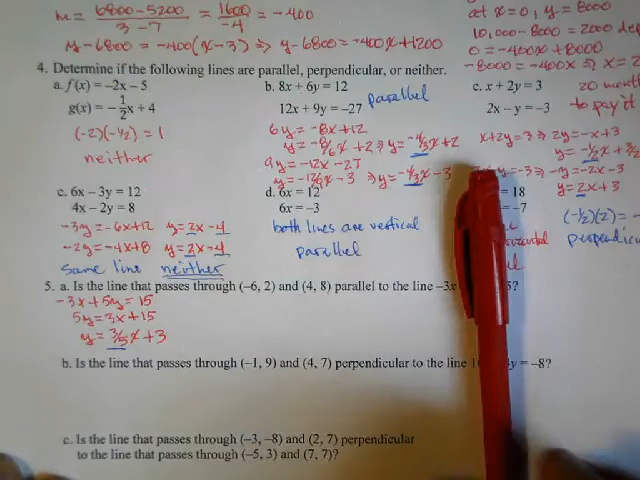 m = 6800-5200/3-7 = 1600/-4 = -400
y-6800 = -400(x-3) ⇒ y-6800 = -400x+1200
at x=0, y=8000
10,000-8000 = 2000
0 = -400x+8000
-8000 = -400x ⇒ x = 2
20 month
to pay'd
4. Determine if the following lines are parallel, perpendicular, or neither.
a. f(x) = -2x - 5
g(x) = -1/2x + 4
(-2)(-1/2) = 1
neither
b. 8x + 6y = 12
12x + 9y = -27
parallel
6y = -8x+12
y = -8/6x+2 ⇒ y = -4/3x+2
9y = -12x-27
y = -12/9x-3 ⇒ y = -4/3x-3
c. x + 2y = 3
2x - y = -3
x+2y=3 ⇒ 2y=-x+3
y = -1/2x+3/2
y=-3 ⇒ -y=-2x-3
y = 2x+3
(-1/2)(2) =
perpendicu
c. 6x - 3y = 12
4x - 2y = 8
-3y = -6x+12 y = 2x-4
-2y = -4x+8 y = 2x-4
same line neither
d. 6x = 12
6x = -3
both lines are vertical
parallel
= 18
= -7
5. a. Is the line that passes through (-6, 2) and (4, 8) parallel to the line -3x 5?
-3x+5y=15
5y=3x+15
y = 3/5x+3
b. Is the line that passes through (-1, 9) and (4, 7) perpendicular to the line y = -8?
c. Is the line that passes through (-3, -8) and (2, 7) perpendicular
to the line that passes through (-5, 3) and (7, 7)?